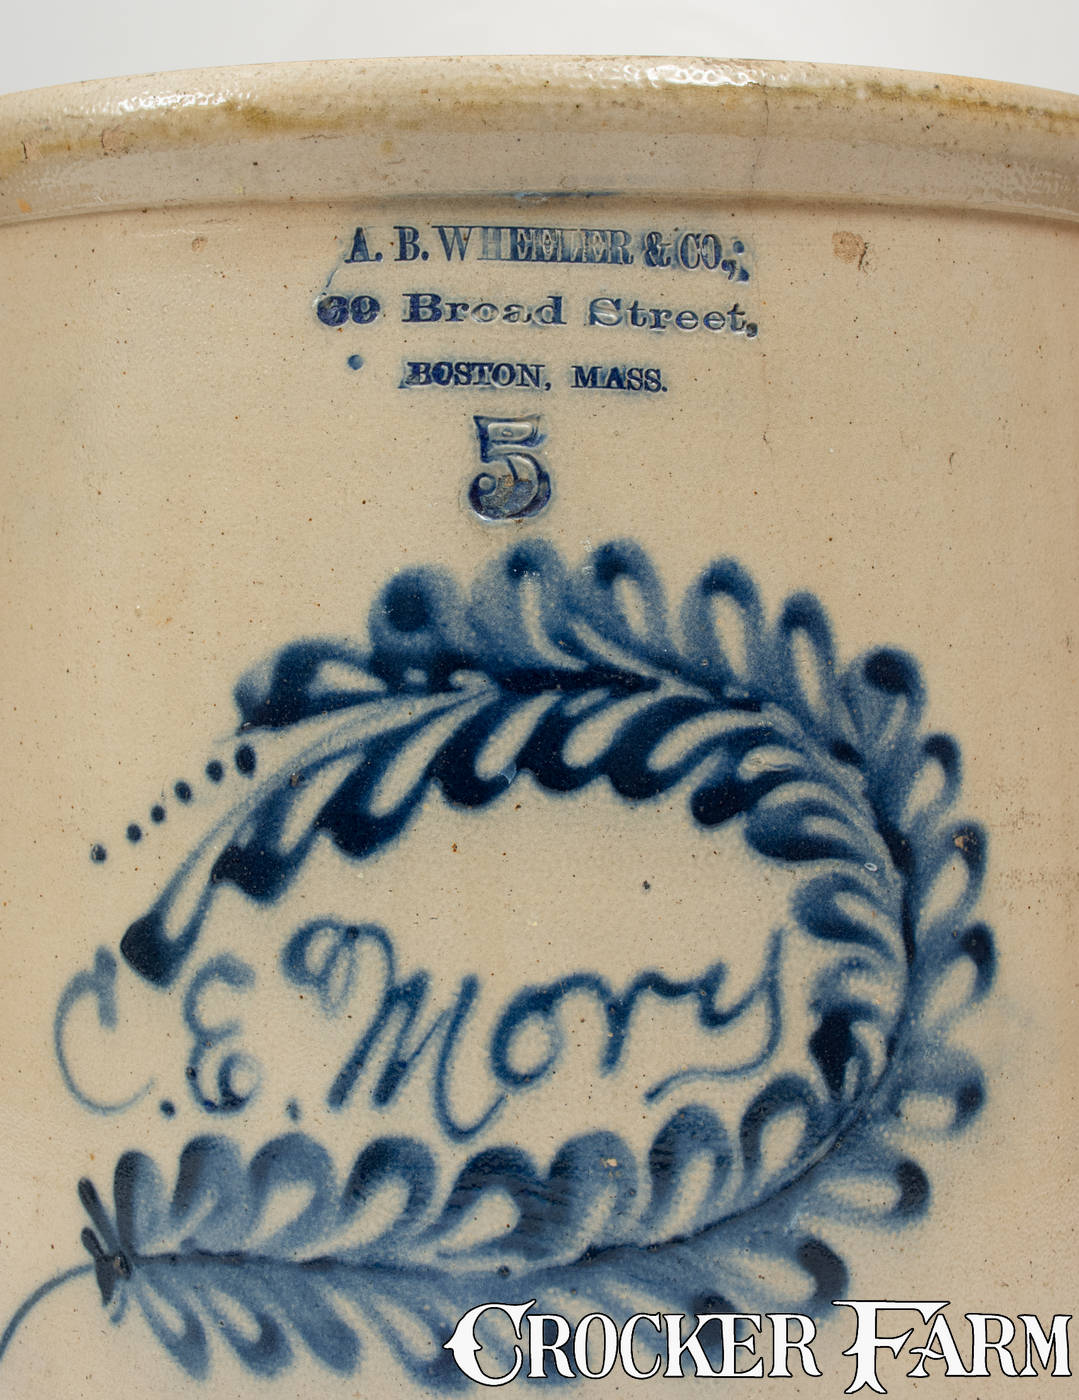 A. B. WHEELER & CO.,
69 Broad Street,
BOSTON, MASS.
5
C. E. Mory
CROCKER FARM